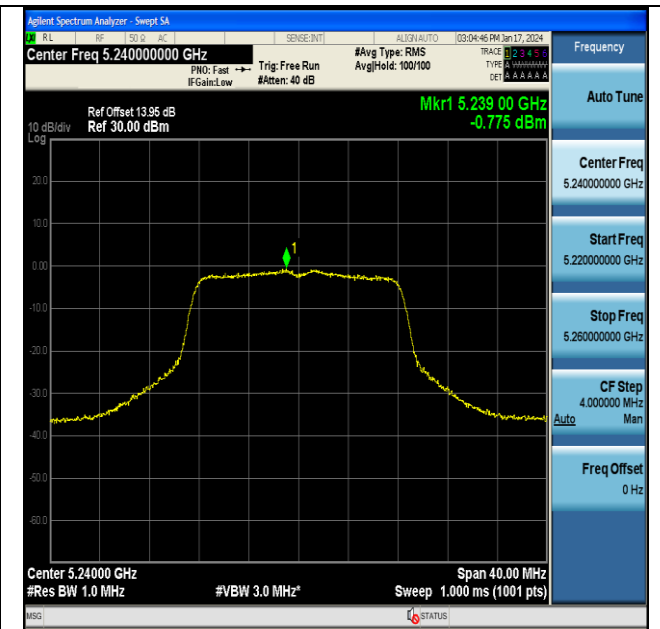 Agilent Spectrum Analyzer - Swept SA
RL RF 50 Ω AC SENSE:INT ALIGN AUTO 03:04:46 PM Jan 17, 2024
Center Freq 5.240000000 GHz
PNO: Fast
IFGain:Low
Trig: Free Run
#Atten: 40 dB
#Avg Type: RMS
Avg|Hold: 100/100
TRACE 1 2 3 4 5 6
TYPE A WWWWW
DET A A A A A A
Ref Offset 13.95 dB
10 dB/div Ref 30.00 dBm
Log
Mkr1 5.239 00 GHz
-0.775 dBm
20.0
10.0
0.00
-10.0
-20.0
-30.0
-40.0
-50.0
-60.0
1
Center 5.24000 GHz Span 40.00 MHz
#Res BW 1.0 MHz #VBW 3.0 MHz* Sweep 1.000 ms (1001 pts)
MSG STATUS
Frequency
Auto Tune
Center Freq
5.240000000 GHz
Start Freq
5.220000000 GHz
Stop Freq
5.260000000 GHz
CF Step
4.000000 MHz
Auto Man
Freq Offset
0 Hz